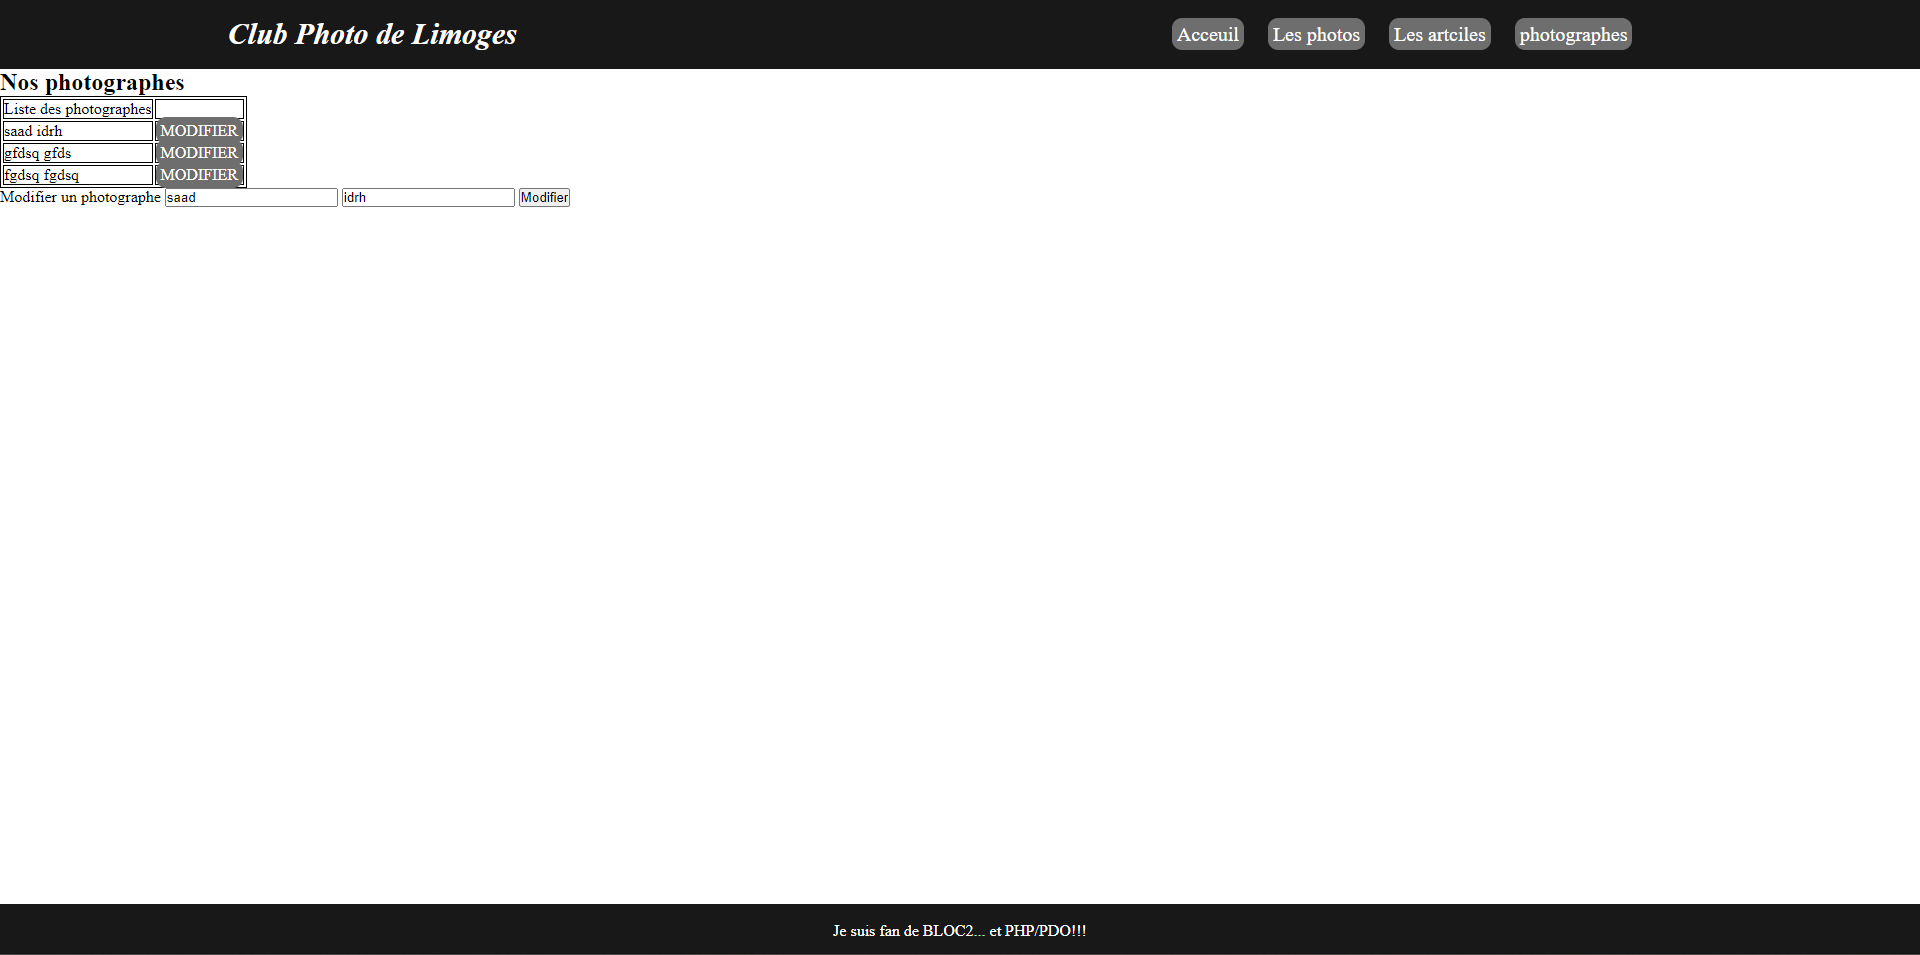 Club Photo de Limoges
Acceuil Les photos Les artciles photographes
Nos photographes
Liste des photographes
saad idrh MODIFIER
gfdsq gfds MODIFIER
fgdsq fgdsq MODIFIER
Modifier un photographe saad idrh Modifier
Je suis fan de BLOC2... et PHP/PDO!!!